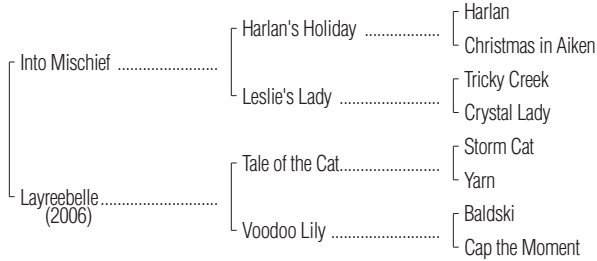 Harlan
Harlan's Holiday ..................
Christmas in Aiken
Into Mischief ........................
Tricky Creek
Leslie's Lady ........................
Crystal Lady
Storm Cat
Tale of the Cat........................
Yarn
Layreebelle............................
(2006)
Baldski
Voodoo Lily ..........................
Cap the Moment